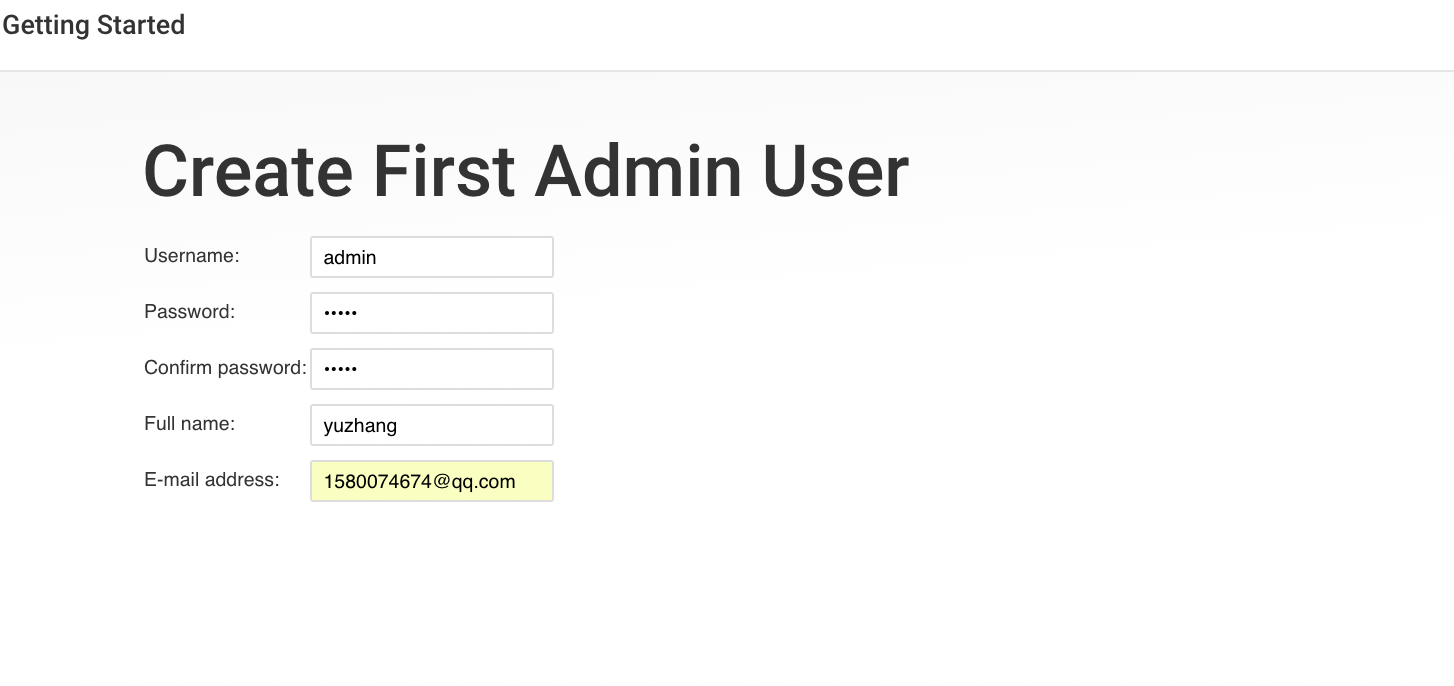 Getting Started
Create First Admin User
Username: admin
Password: •••••
Confirm password: •••••
Full name: yuzhang
E-mail address: 1580074674@qq.com